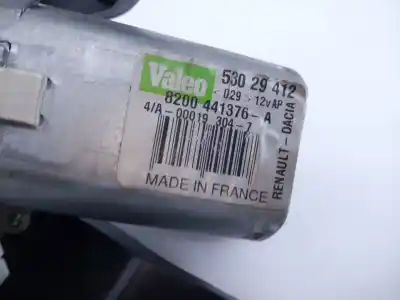 Valeo
530 29 412
- 029 - 12v AP
8200 441376 - A
4/A - 00019 304 - 7
MADE IN FRANCE
RENAULT - DACIA